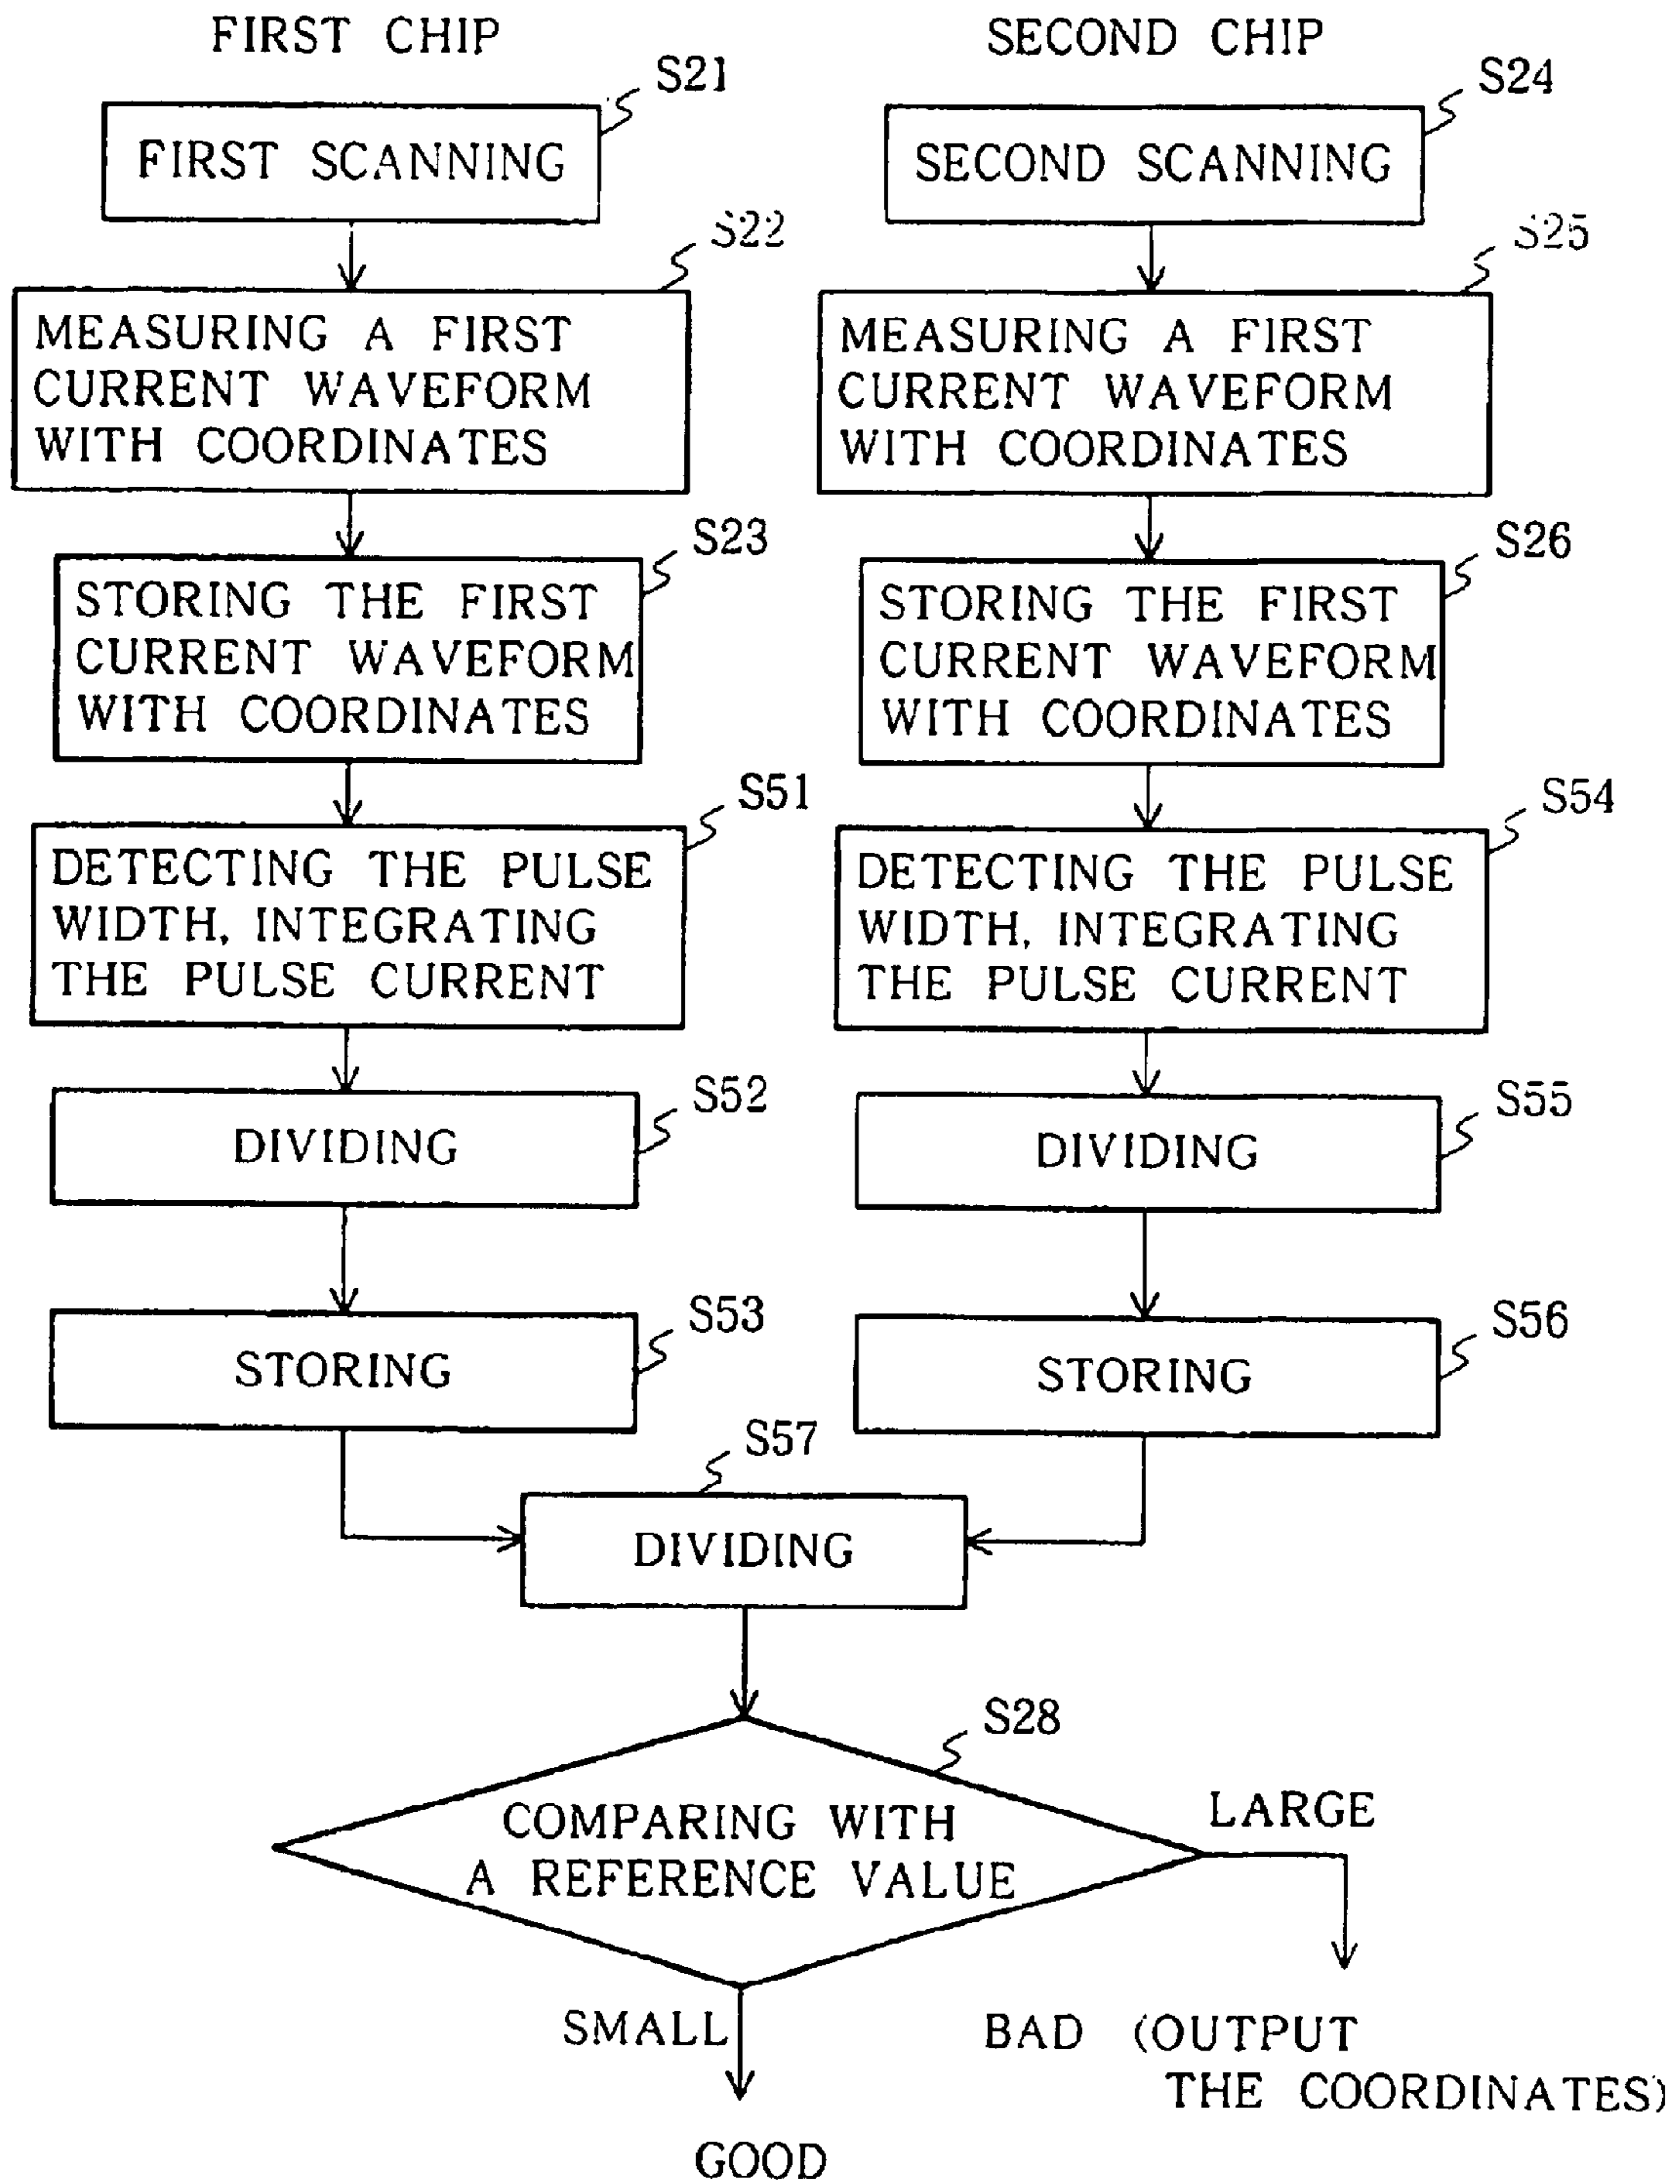 FIRST CHIP
SECOND CHIP
S21
S24
FIRST SCANNING
SECOND SCANNING
S22
S25
MEASURING A FIRST
CURRENT WAVEFORM
WITH COORDINATES
MEASURING A FIRST
CURRENT WAVEFORM
WITH COORDINATES
S23
S26
STORING THE FIRST
CURRENT WAVEFORM
WITH COORDINATES
STORING THE FIRST
CURRENT WAVEFORM
WITH COORDINATES
S51
S54
DETECTING THE PULSE
WIDTH, INTEGRATING
THE PULSE CURRENT
DETECTING THE PULSE
WIDTH, INTEGRATING
THE PULSE CURRENT
S52
S55
DIVIDING
DIVIDING
S53
S56
STORING
STORING
S57
DIVIDING
S28
COMPARING WITH
A REFERENCE VALUE
LARGE
SMALL
BAD (OUTPUT
THE COORDINATES)
GOOD